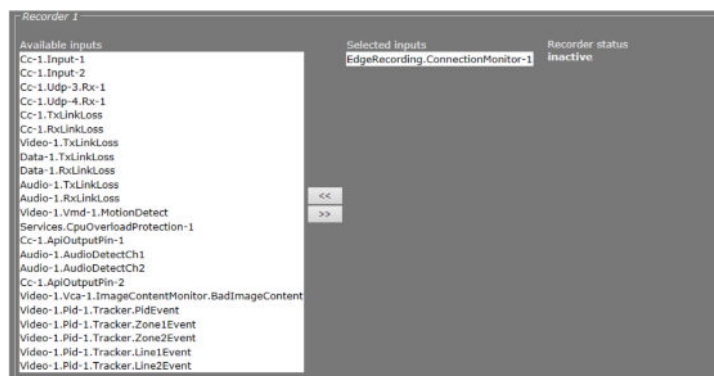 Recorder 1
Available inputs
Cc-1.Input-1
Cc-1.Input-2
Cc-1.Udp-3.Rx-1
Cc-1.Udp-4.Rx-1
Cc-1.TxLinkLoss
Cc-1.RxLinkLoss
Video-1.TxLinkLoss
Data-1.TxLinkLoss
Data-1.RxLinkLoss
Audio-1.TxLinkLoss
Audio-1.RxLinkLoss
Video-1.Vmd-1.MotionDetect
Services.CpuOverloadProtection-1
Cc-1.ApiOutputPin-1
Audio-1.AudioDetectCh1
Audio-1.AudioDetectCh2
Cc-1.ApiOutputPin-2
Video-1.Vca-1.ImageContentMonitor.BadImageContent
Video-1.Pid-1.Tracker.PidEvent
Video-1.Pid-1.Tracker.Zone1Event
Video-1.Pid-1.Tracker.Zone2Event
Video-1.Pid-1.Tracker.Line1Event
Video-1.Pid-1.Tracker.Line2Event
<<
>>
Selected inputs
EdgeRecording.ConnectionMonitor-1
Recorder status
inactive